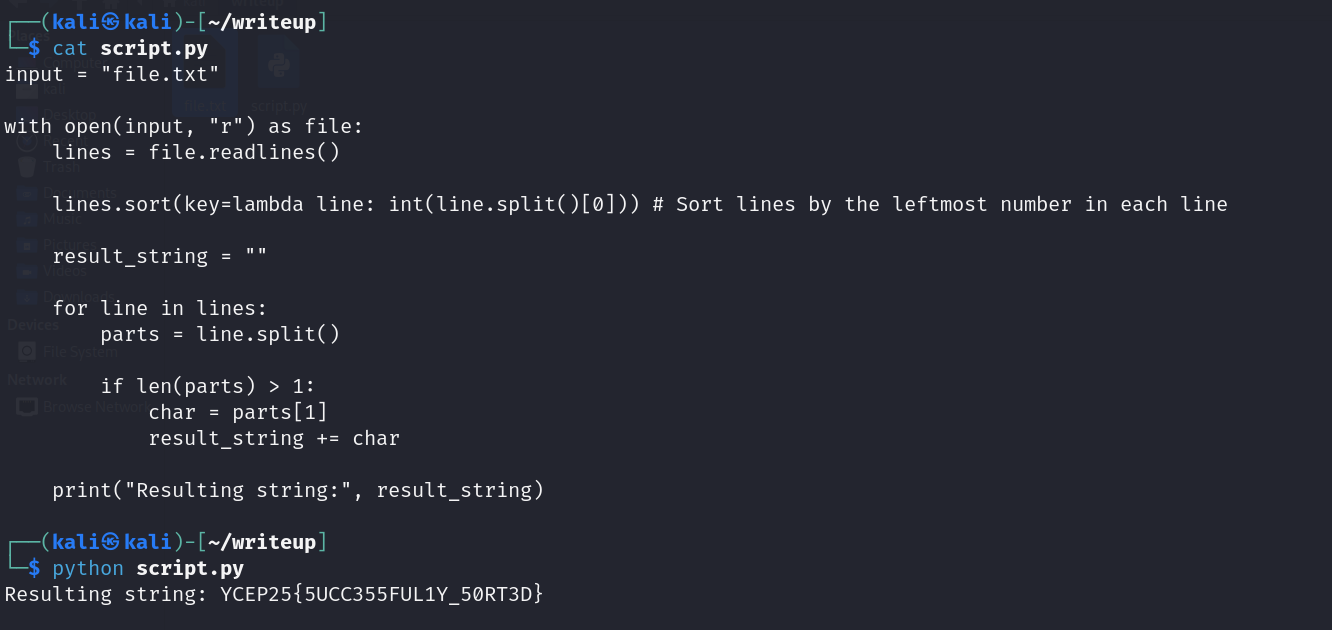 ┌──(kali㉿kali)-[~/writeup]
└─$ cat script.py
input = "file.txt"

with open(input, "r") as file:
    lines = file.readlines()

    lines.sort(key=lambda line: int(line.split()[0])) # Sort lines by the leftmost number in each line

    result_string = ""

    for line in lines:
        parts = line.split()

        if len(parts) > 1:
            char = parts[1]
            result_string += char

    print("Resulting string:", result_string)

┌──(kali㉿kali)-[~/writeup]
└─$ python script.py
Resulting string: YCEP25{5UCC355FUL1Y_50RT3D}